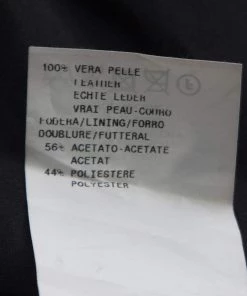 100% VERA PELLE
LEATHER
ECHTE LEDER
VRAI PEAU-COURO
FODERA/LINING/FORRO
DOUBLURE/FUTTERAL
56% ACETATO-ACETATE
ACETAT
44% POLIESTERE
POLYESTER